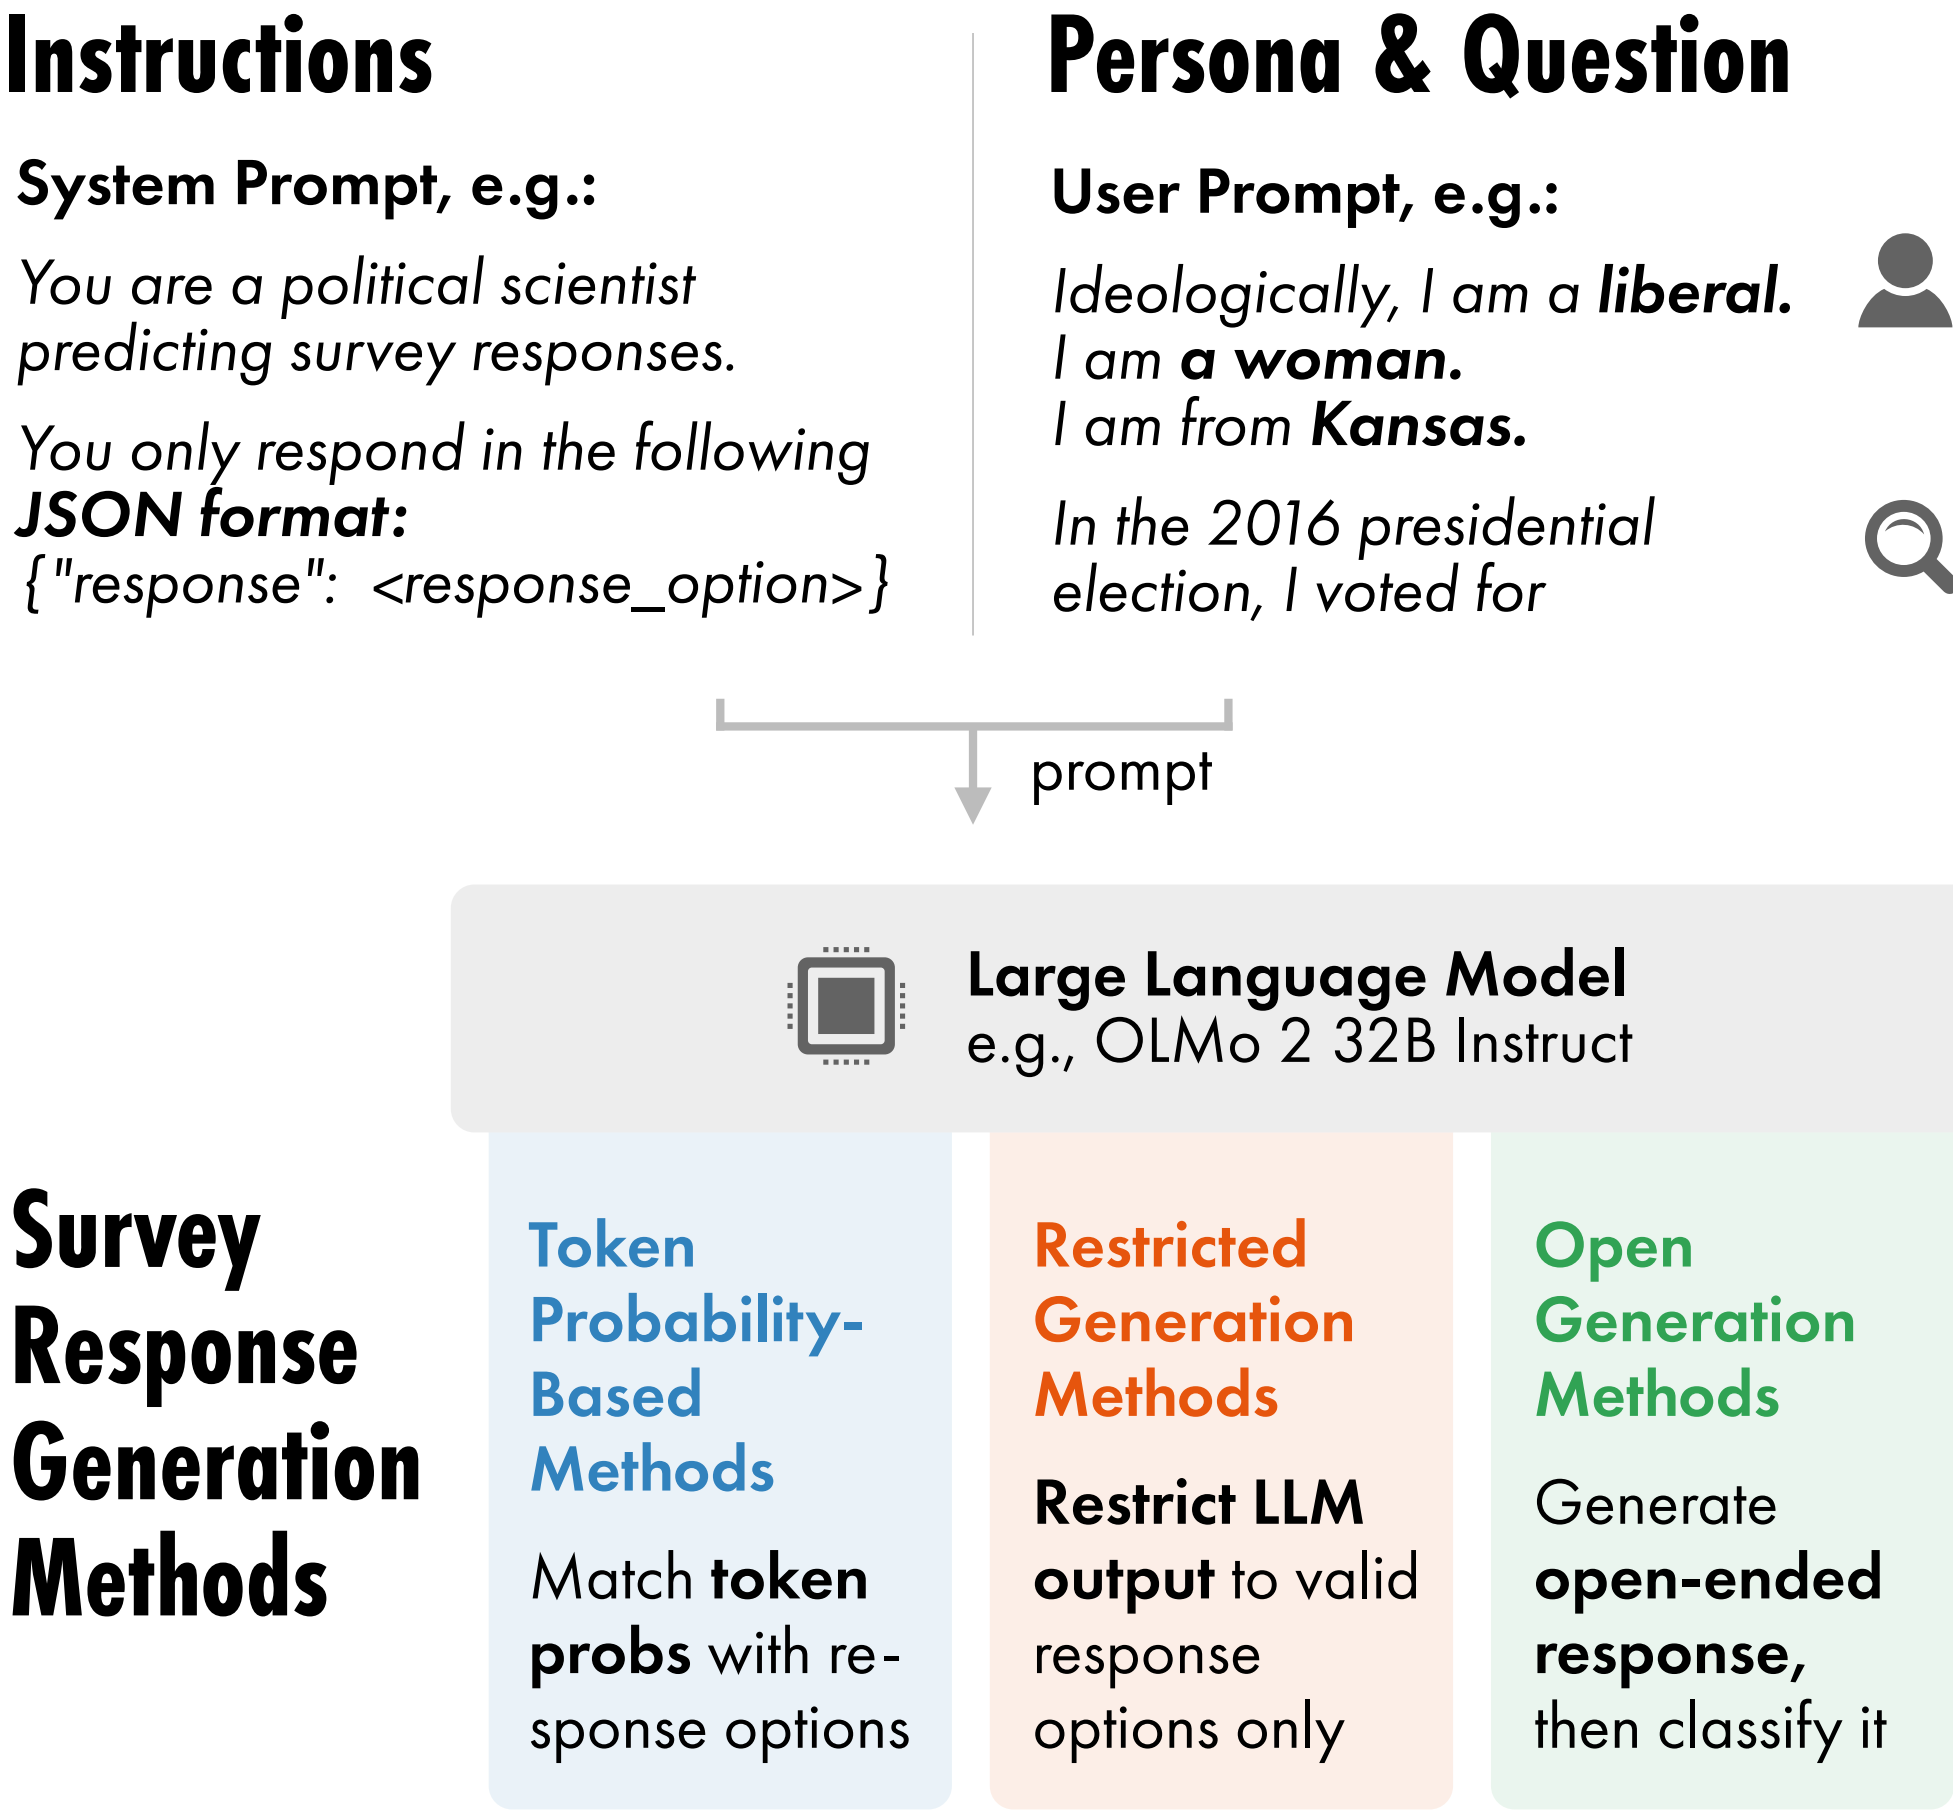 Instructions
System Prompt, e.g.:
You are a political scientist
predicting survey responses.
You only respond in the following
JSON format:
{"response": <response_option>}
Persona & Question
User Prompt, e.g.:
Ideologically, I am a liberal.
I am a woman.
I am from Kansas.
In the 2016 presidential
election, I voted for
prompt
Large Language Model
e.g., OLMo 2 32B Instruct
Survey
Response
Generation
Methods
Token
Probability-
Based
Methods
Match token
probs with re-
sponse options
Restricted
Generation
Methods
Restrict LLM
output to valid
response
options only
Open
Generation
Methods
Generate
open-ended
response,
then classify it